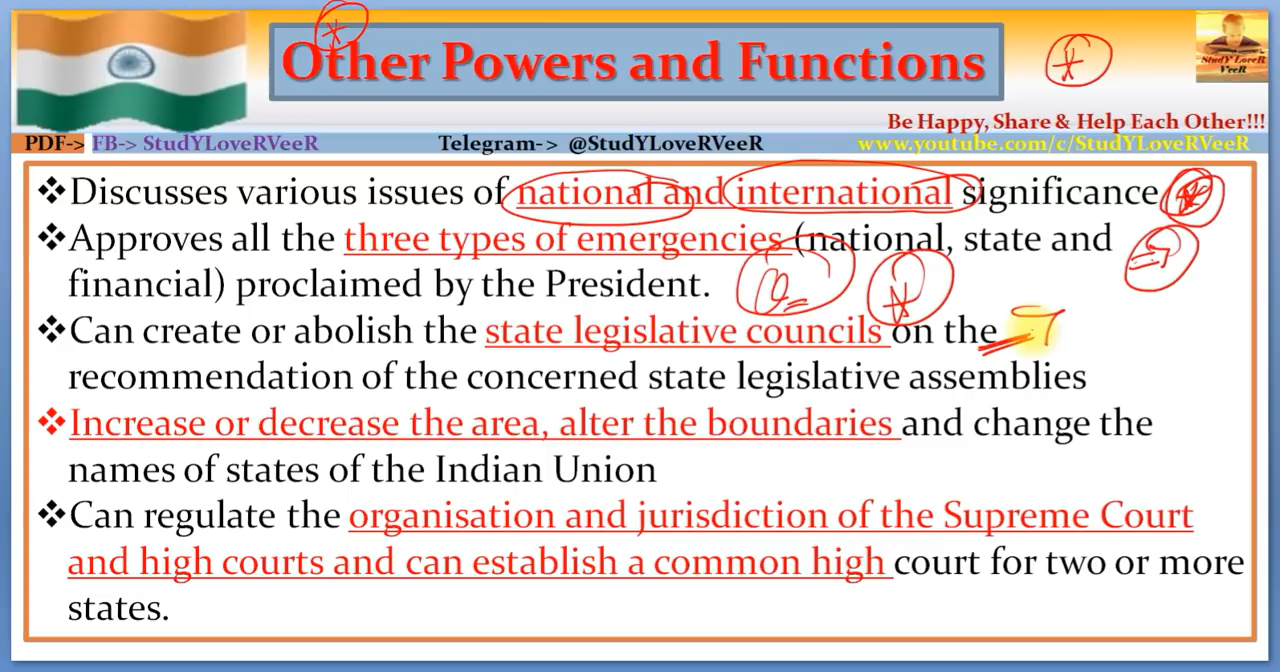 Other Powers and Functions
StudY LoveR
VeeR
Be Happy, Share & Help Each Other!!!
PDF-> FB-> StudYLoveRVeeR Telegram-> @StudYLoveRVeeR www.youtube.com/c/StudYLoveRVeeR
❖Discusses various issues of national and international significance
❖Approves all the three types of emergencies (national, state and
financial) proclaimed by the President.
❖Can create or abolish the state legislative councils on the
recommendation of the concerned state legislative assemblies
❖Increase or decrease the area, alter the boundaries and change the
names of states of the Indian Union
❖Can regulate the organisation and jurisdiction of the Supreme Court
and high courts and can establish a common high court for two or more
states.